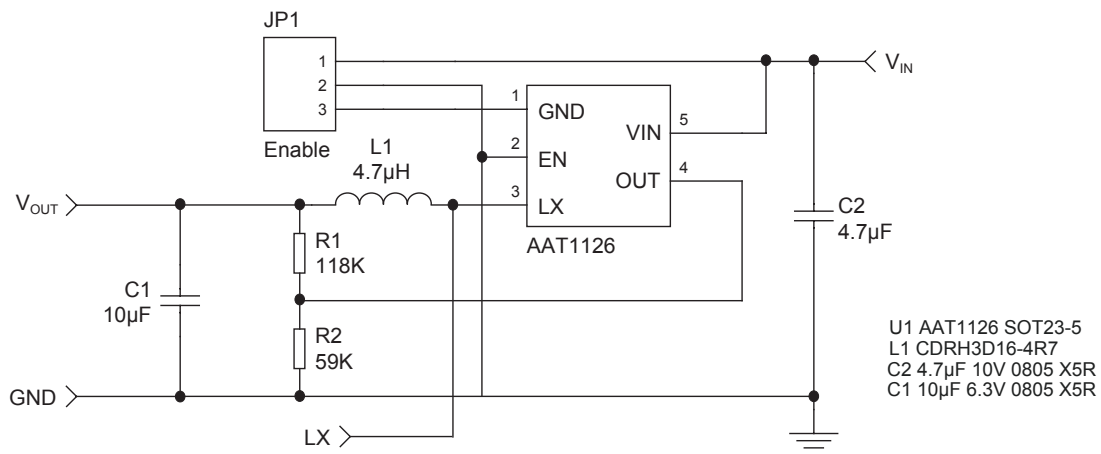 JP1
1
2
3
Enable
V_IN
1 GND
2 EN
3 LX
VIN 5
OUT 4
AAT1126
L1
4.7µH
V_OUT
R1
118K
R2
59K
C1
10µF
C2
4.7µF
GND
LX
U1 AAT1126 SOT23-5
L1 CDRH3D16-4R7
C2 4.7µF 10V 0805 X5R
C1 10µF 6.3V 0805 X5R